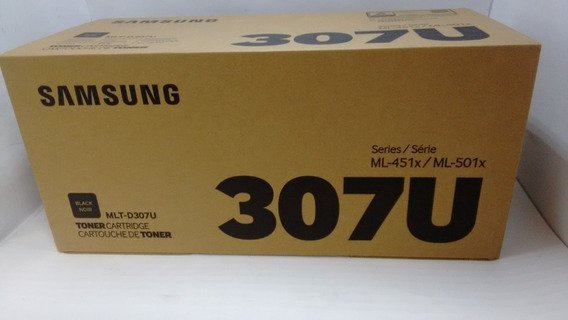 307U
SAMSUNG
Series / Série
ML-451x / ML-501x
BLACK
NOIR
MLT-D307U
307U
TONER CARTRIDGE
CARTOUCHE DE TONER